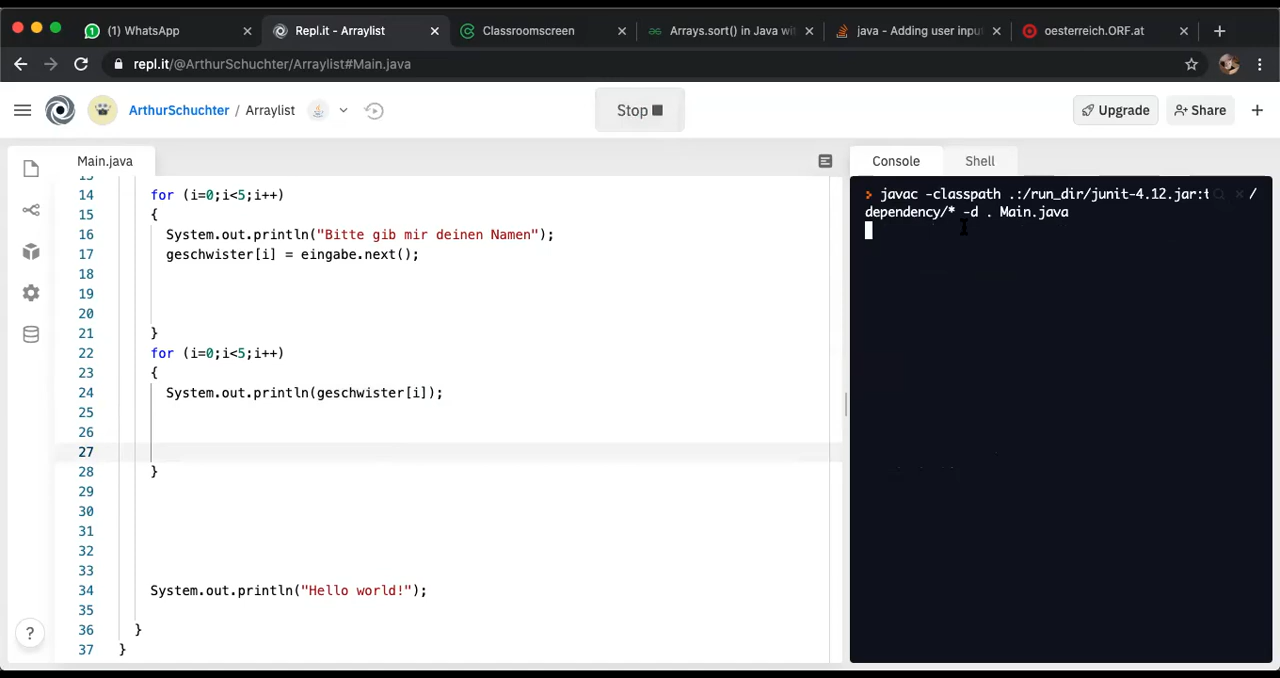 WhatsApp
Repl.it - Arraylist
Classroomscreen
Arrays.sort() in Java wi
java - Adding user inpu
oesterreich.ORF.at
repl.it/@ArthurSchuchter/Arraylist#Main.java
ArthurSchuchter / Arraylist
Stop
Upgrade
Share
Main.java
Console
Shell
14 for (i=0;i<5;i++)
15 {
16 System.out.println("Bitte gib mir deinen Namen");
17 geschwister[i] = eingabe.next();
18
19
20
21 }
22 for (i=0;i<5;i++)
23 {
24 System.out.println(geschwister[i]);
25
26
27
28 }
29
30
31
32
33
34 System.out.println("Hello world!");
35
36 }
37 }
javac -classpath .:/run_dir/junit-4.12.jar:t /
dependency/* -d . Main.java
?